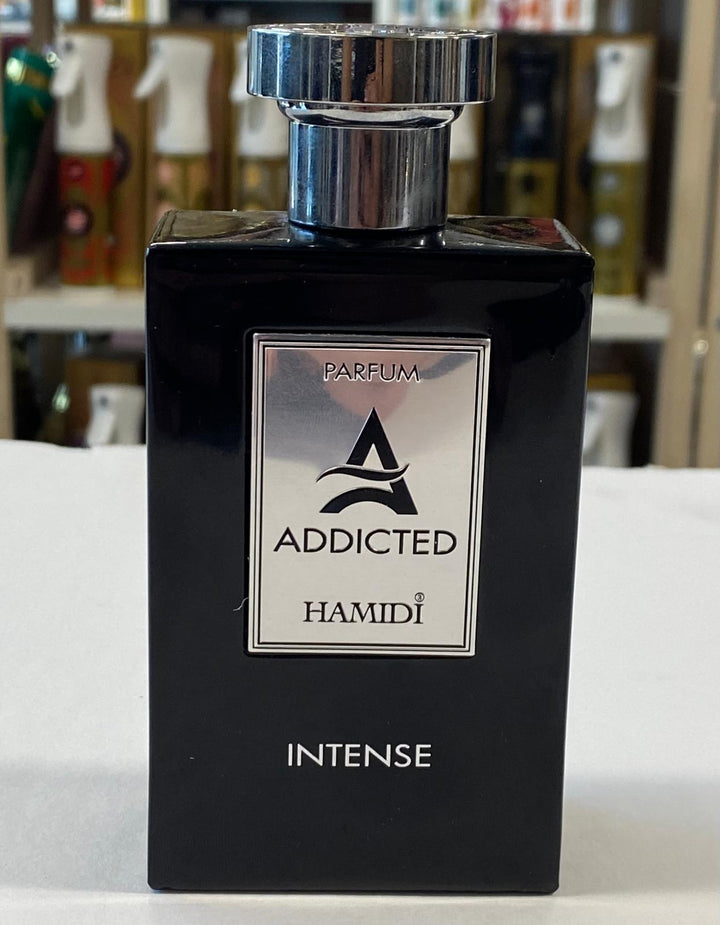 PARFUM
ADDICTED
HAMIDİ
INTENSE